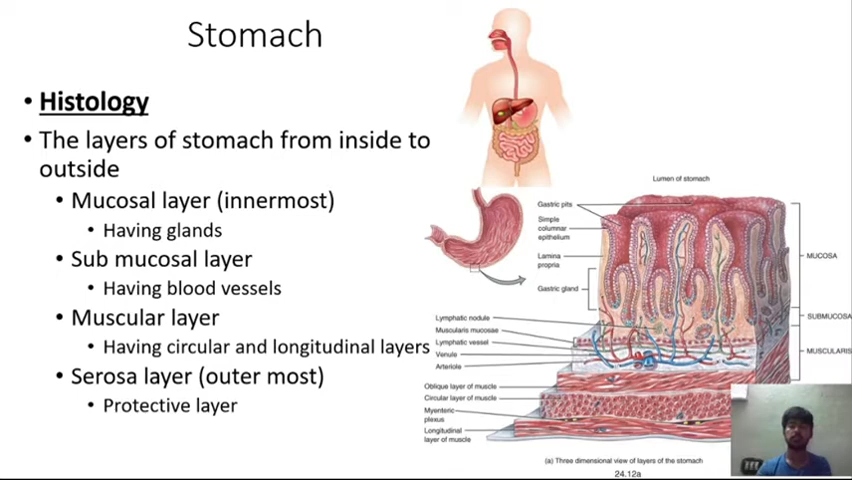 Stomach
• Histology
• The layers of stomach from inside to
outside
• Mucosal layer (innermost)
• Having glands
• Sub mucosal layer
• Having blood vessels
• Muscular layer
• Having circular and longitudinal layers
• Serosa layer (outer most)
• Protective layer
Lumen of stomach
Gastric pits
Simple
columnar
epithelium
Lamina
propria
Gastric gland
Lymphatic nodule
Muscularis mucosae
Lymphatic vessel
Venule
Arteriole
Oblique layer of muscle
Circular layer of muscle
Myenteric
plexus
Longitudinal
layer of muscle
MUCOSA
SUBMUCOSA
MUSCULARIS
(a) Three dimensional view of layers of the stomach
24.12a